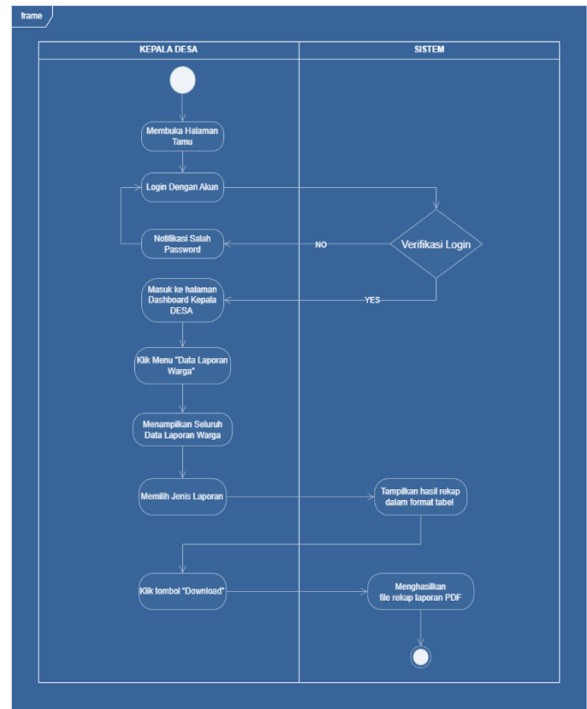 frame
KEPALA DESA
SISTEM
Membuka Halaman
Tamu
Login Dengan Akun
Notifikasi Salah
Password
NO
Verifikasi Login
Masuk ke halaman
Dashboard Kepala
DESA
YES
Klik Menu "Data Laporan
Warga"
Menampilkan Seluruh
Data Laporan Warga
Memilih Jenis Laporan
Tampilkan hasil rekap
dalam format tabel
Klik tombol "Download"
Menghasilkan
file rekap laporan PDF